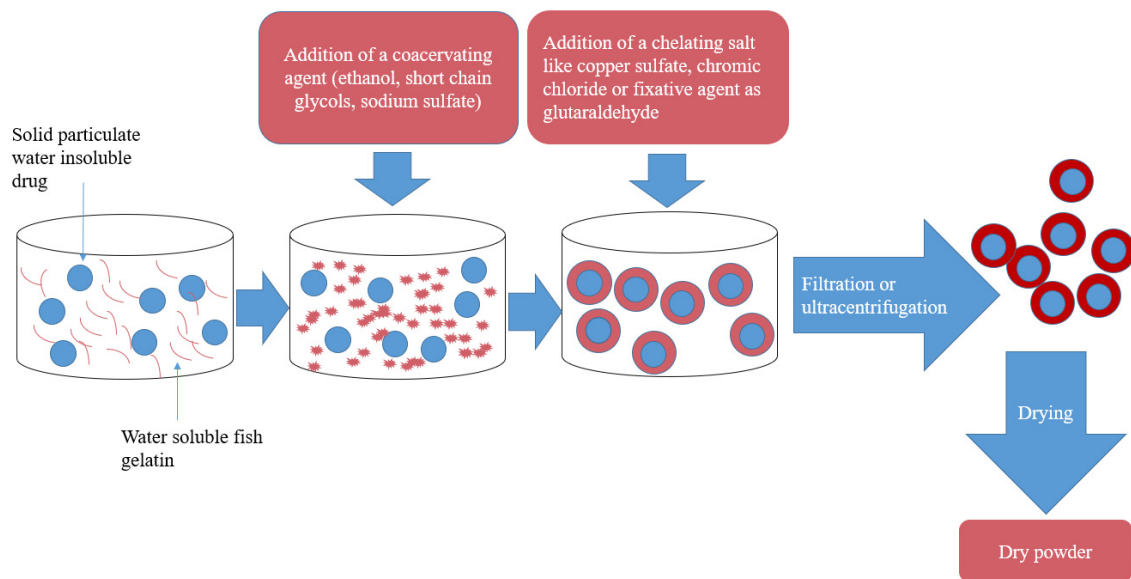 Addition of a coacervating
agent (ethanol, short chain
glycols, sodium sulfate)
Addition of a chelating salt
like copper sulfate, chromic
chloride or fixative agent as
glutaraldehyde
Solid particulate
water insoluble
drug
Water soluble fish
gelatin
Filtration or
ultracentrifugation
Drying
Dry powder